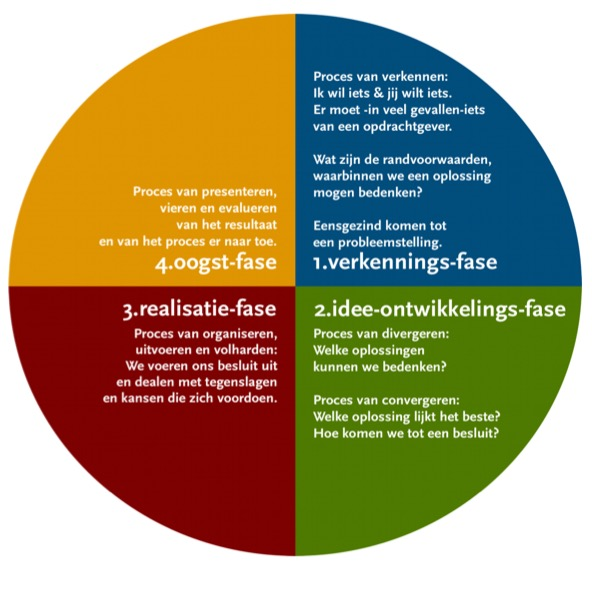 Proces van verkennen:
Ik wil iets & jij wilt iets.
Er moet -in veel gevallen-iets
van een opdrachtgever.
Wat zijn de randvoorwaarden,
waarbinnen we een oplossing
mogen bedenken?
Eensgezind komen tot
een probleemstelling.
1.verkennings-fase
2.idee-ontwikkelings-fase
Proces van divergeren:
Welke oplossingen
kunnen we bedenken?
Proces van convergeren:
Welke oplossing lijkt het beste?
Hoe komen we tot een besluit?
3.realisatie-fase
Proces van organiseren,
uitvoeren en volharden:
We voeren ons besluit uit
en dealen met tegenslagen
en kansen die zich voordoen.
Proces van presenteren,
vieren en evalueren
van het resultaat
en van het proces er naar toe.
4.oogst-fase